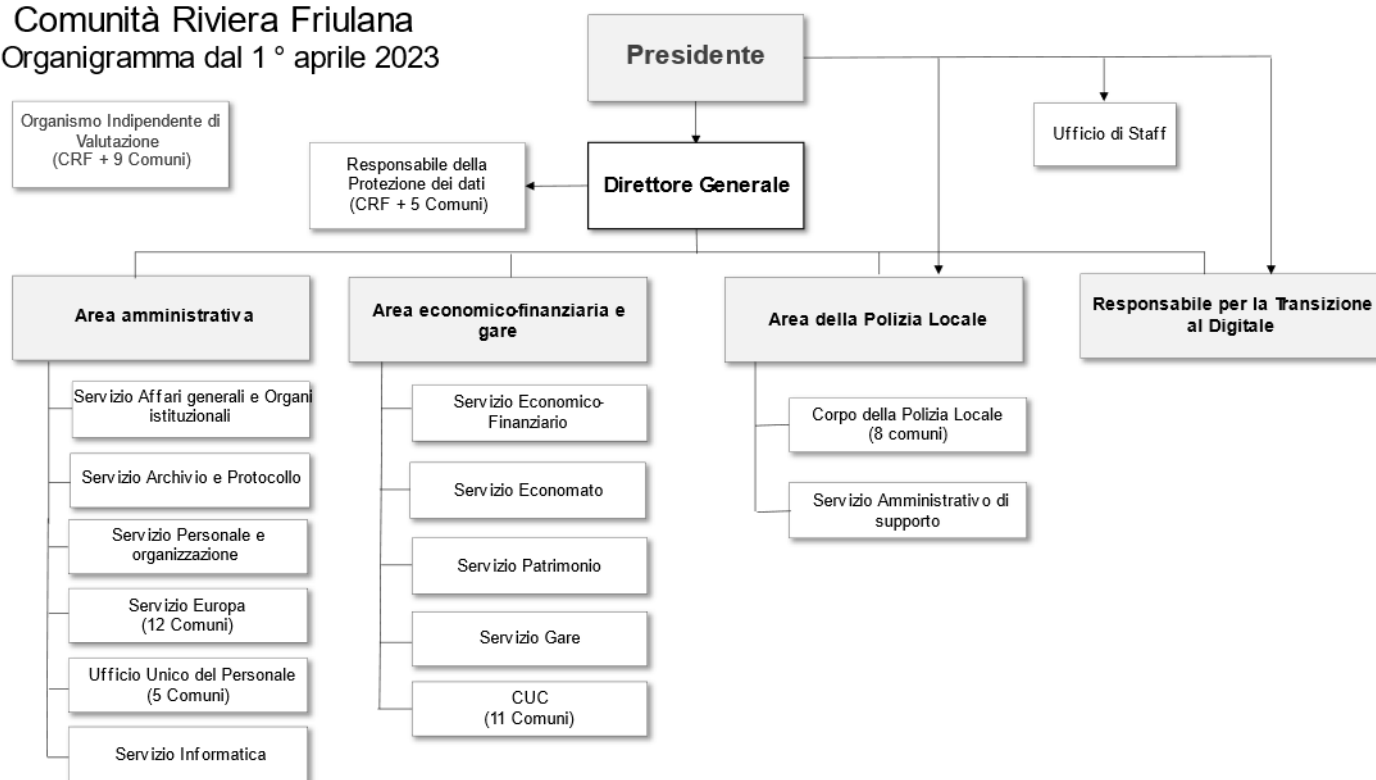 Comunità Riviera Friulana
Organigramma dal 1 ° aprile 2023
Presidente
Organismo Indipendente di
Valutazione
(CRF + 9 Comuni)
Ufficio di Staff
Responsabile della
Protezione dei dati
(CRF + 5 Comuni)
Direttore Generale
Area amministrativa
Area economico-finanziaria e
gare
Area della Polizia Locale
Responsabile per la Transizione
al Digitale
Servizio Affari generali e Organi
istituzionali
Servizio Archivio e Protocollo
Servizio Personale e
organizzazione
Servizio Europa
(12 Comuni)
Ufficio Unico del Personale
(5 Comuni)
Servizio Informatica
Servizio Economico-
Finanziario
Servizio Economato
Servizio Patrimonio
Servizio Gare
CUC
(11 Comuni)
Corpo della Polizia Locale
(8 comuni)
Servizio Amministrativo di
supporto